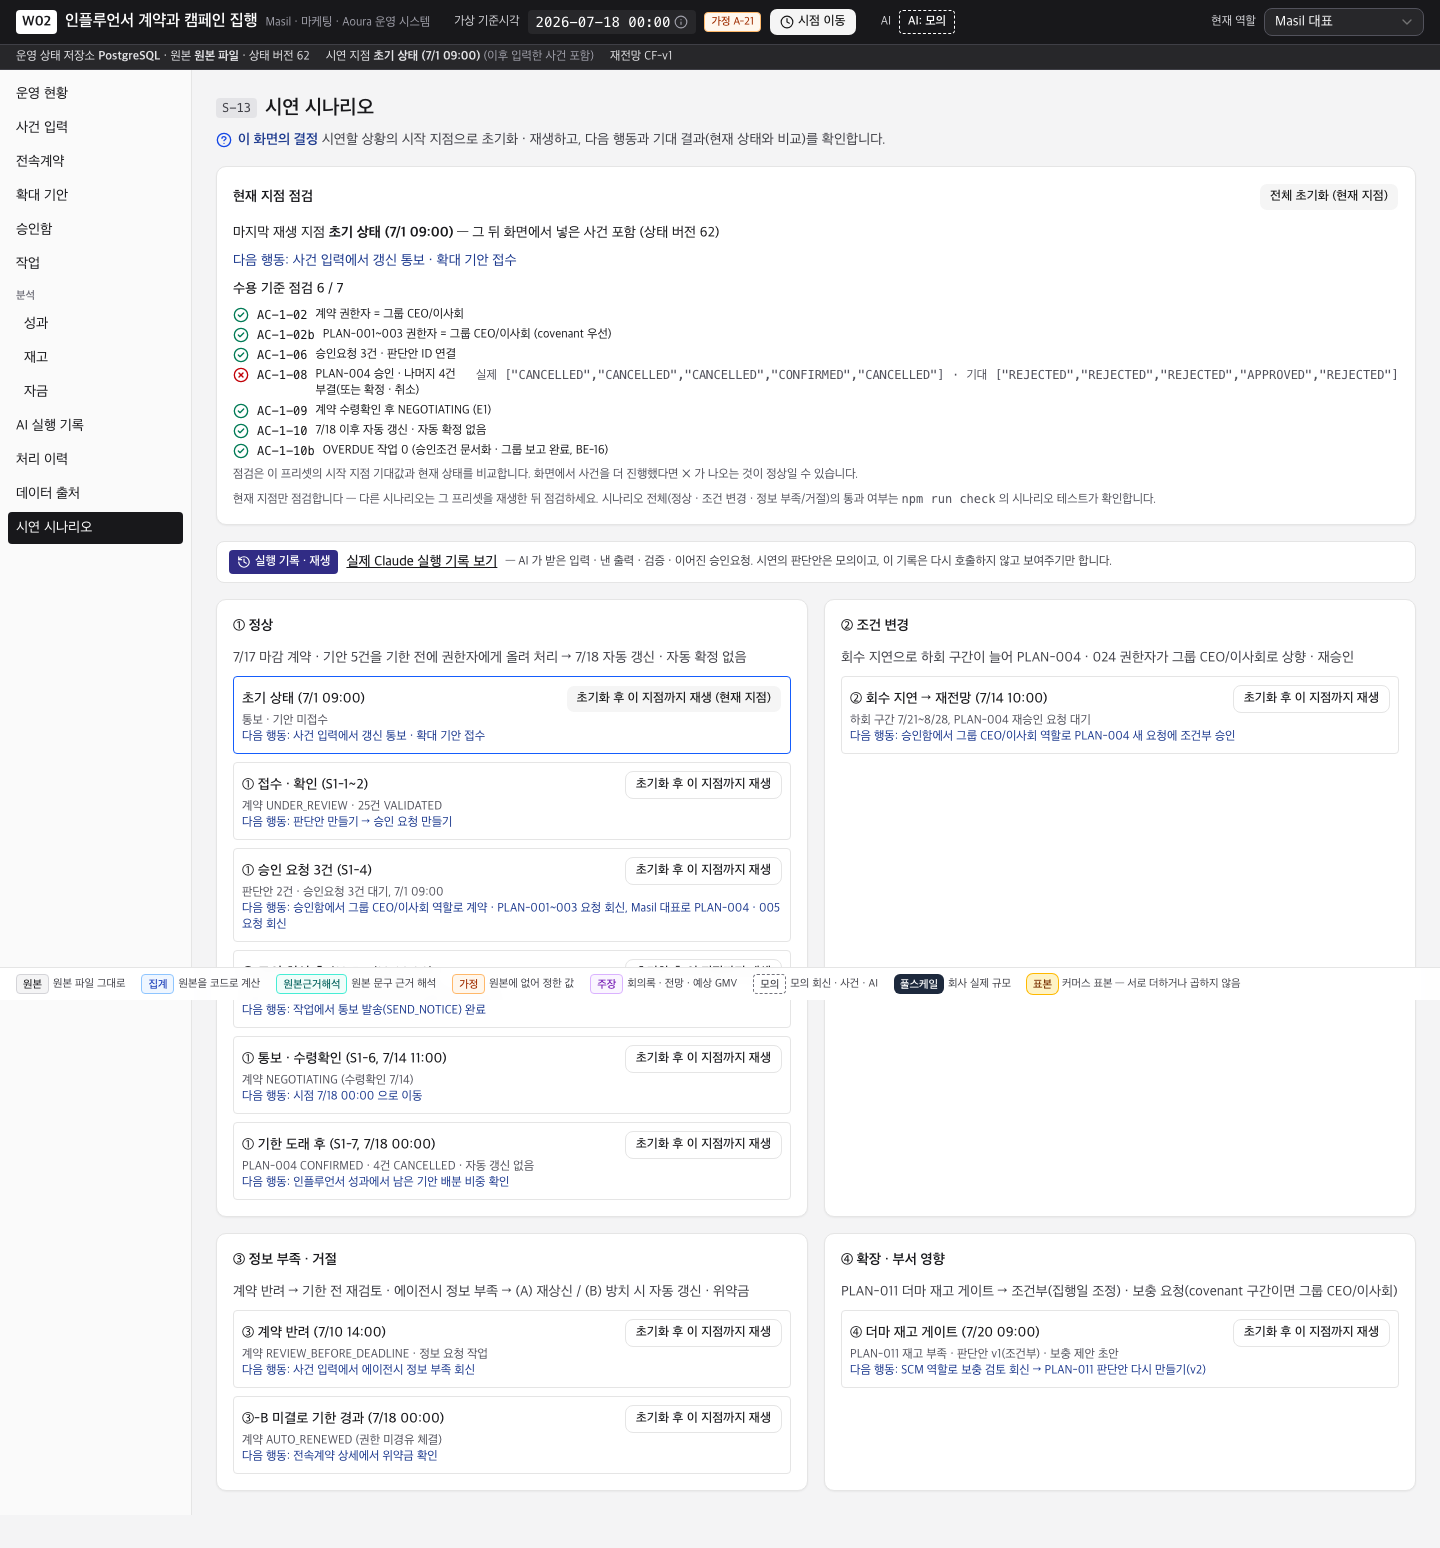 W02 인플루언서 계약과 캠페인 집행 Masil · 마케팅 · Aoura 운영 시스템 가상 기준시각 2026-07-18 00:00 가정 A-21 시점 이동 AI AI: 모의 현재 역할 Masil 대표
운영 상태 저장소 PostgreSQL · 원본 원본 파일 · 상태 버전 62 시연 지점 초기 상태 (7/1 09:00) (이후 입력한 사건 포함) 재전망 CF-v1
운영 현황
사건 입력
전속계약
확대 기안
승인함
작업
분석
성과
재고
자금
AI 실행 기록
처리 이력
데이터 출처
시연 시나리오
S-13 시연 시나리오
이 화면의 결정 시연할 상황의 시작 지점으로 초기화 · 재생하고, 다음 행동과 기대 결과(현재 상태와 비교)를 확인합니다.
현재 지점 점검 전체 초기화 (현재 지점)
마지막 재생 지점 초기 상태 (7/1 09:00) — 그 뒤 화면에서 넣은 사건 포함 (상태 버전 62)
다음 행동: 사건 입력에서 갱신 통보 · 확대 기안 접수
수용 기준 점검 6 / 7
AC-1-02 계약 권한자 = 그룹 CEO/이사회
AC-1-02b PLAN-001~003 권한자 = 그룹 CEO/이사회 (covenant 우선)
AC-1-06 승인요청 3건 · 판단안 ID 연결
AC-1-08 PLAN-004 승인 · 나머지 4건 실제 ["CANCELLED","CANCELLED","CANCELLED","CONFIRMED","CANCELLED"] · 기대 ["REJECTED","REJECTED","REJECTED","APPROVED","REJECTED"]
부결(또는 확정 · 취소)
AC-1-09 계약 수령확인 후 NEGOTIATING (E1)
AC-1-10 7/18 이후 자동 갱신 · 자동 확정 없음
AC-1-10b OVERDUE 작업 0 (승인조건 문서화 · 그룹 보고 완료, BE-16)
점검은 이 프리셋의 시작 지점 기대값과 현재 상태를 비교합니다. 화면에서 사건을 더 진행했다면 ✕ 가 나오는 것이 정상일 수 있습니다.
현재 지점만 점검합니다 — 다른 시나리오는 그 프리셋을 재생한 뒤 점검하세요. 시나리오 전체(정상 · 조건 변경 · 정보 부족/거절)의 통과 여부는 npm run check 의 시나리오 테스트가 확인합니다.
실행 기록 · 재생 실제 Claude 실행 기록 보기 — AI 가 받은 입력 · 낸 출력 · 검증 · 이어진 승인요청. 시연의 판단안은 모의이고, 이 기록은 다시 호출하지 않고 보여주기만 합니다.
① 정상
7/17 마감 계약 · 기안 5건을 기한 전에 권한자에게 올려 처리 → 7/18 자동 갱신 · 자동 확정 없음
초기 상태 (7/1 09:00) 초기화 후 이 지점까지 재생 (현재 지점)
통보 · 기안 미접수
다음 행동: 사건 입력에서 갱신 통보 · 확대 기안 접수
① 접수 · 확인 (S1-1~2) 초기화 후 이 지점까지 재생
계약 UNDER_REVIEW · 25건 VALIDATED
다음 행동: 판단안 만들기 → 승인 요청 만들기
① 승인 요청 3건 (S1-4) 초기화 후 이 지점까지 재생
판단안 2건 · 승인요청 3건 대기, 7/1 09:00
다음 행동: 승인함에서 그룹 CEO/이사회 역할로 계약 · PLAN-001~003 요청 회신, Masil 대표로 PLAN-004 · 005
요청 회신
② 조건 변경
회수 지연으로 하회 구간이 늘어 PLAN-004 · 024 권한자가 그룹 CEO/이사회로 상향 · 재승인
② 회수 지연 → 재전망 (7/14 10:00) 초기화 후 이 지점까지 재생
하회 구간 7/21~8/28, PLAN-004 재승인 요청 대기
다음 행동: 승인함에서 그룹 CEO/이사회 역할로 PLAN-004 새 요청에 조건부 승인
원본 원본 파일 그대로 집계 원본을 코드로 계산 원본근거해석 원본 문구 근거 해석 가정 원본에 없어 정한 값 주장 회의록 · 전망 · 예상 GMV 모의 모의 회신 · 사건 · AI 풀스케일 회사 실제 규모 표본 커머스 표본 — 서로 더하거나 곱하지 않음
다음 행동: 작업에서 통보 발송(SEND_NOTICE) 완료
① 통보 · 수령확인 (S1-6, 7/14 11:00) 초기화 후 이 지점까지 재생
계약 NEGOTIATING (수령확인 7/14)
다음 행동: 시점 7/18 00:00 으로 이동
① 기한 도래 후 (S1-7, 7/18 00:00) 초기화 후 이 지점까지 재생
PLAN-004 CONFIRMED · 4건 CANCELLED · 자동 갱신 없음
다음 행동: 인플루언서 성과에서 남은 기안 배분 비중 확인
③ 정보 부족 · 거절
계약 반려 → 기한 전 재검토 · 에이전시 정보 부족 → (A) 재상신 / (B) 방치 시 자동 갱신 · 위약금
③ 계약 반려 (7/10 14:00) 초기화 후 이 지점까지 재생
계약 REVIEW_BEFORE_DEADLINE · 정보 요청 작업
다음 행동: 사건 입력에서 에이전시 정보 부족 회신
③-B 미결로 기한 경과 (7/18 00:00) 초기화 후 이 지점까지 재생
계약 AUTO_RENEWED (권한 미경유 체결)
다음 행동: 전속계약 상세에서 위약금 확인
④ 확장 · 부서 영향
PLAN-011 더마 재고 게이트 → 조건부(집행일 조정) · 보충 요청(covenant 구간이면 그룹 CEO/이사회)
④ 더마 재고 게이트 (7/20 09:00) 초기화 후 이 지점까지 재생
PLAN-011 재고 부족 · 판단안 v1(조건부) · 보충 제안 초안
다음 행동: SCM 역할로 보충 검토 회신 → PLAN-011 판단안 다시 만들기(v2)